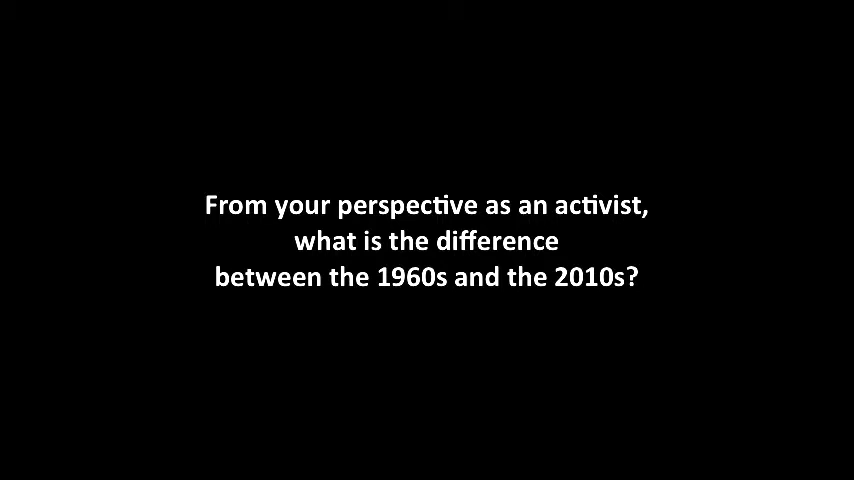 From your perspective as an activist,
what is the difference
between the 1960s and the 2010s?